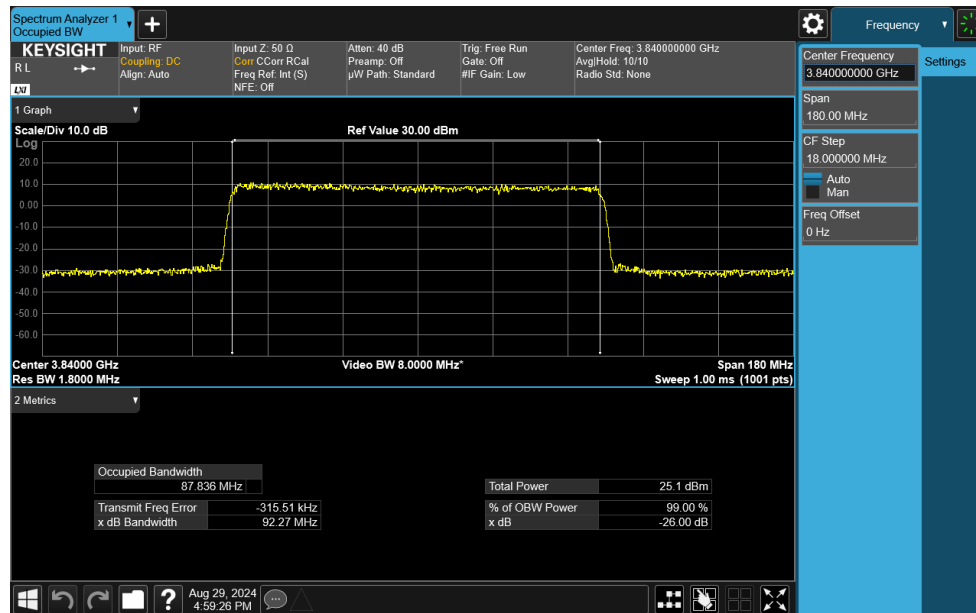 Spectrum Analyzer 1
Occupied BW
Frequency
KEYSIGHT
R L
LXI
Input: RF
Coupling: DC
Align: Auto
Input Z: 50 Ω
Corr CCorr RCal
Freq Ref: Int (S)
NFE: Off
Atten: 40 dB
Preamp: Off
µW Path: Standard
Trig: Free Run
Gate: Off
#IF Gain: Low
Center Freq: 3.840000000 GHz
Avg|Hold: 10/10
Radio Std: None
Center Frequency
3.840000000 GHz
Settings
Span
180.00 MHz
CF Step
18.000000 MHz
Auto
Man
Freq Offset
0 Hz
1 Graph
Scale/Div 10.0 dB
Ref Value 30.00 dBm
Log
20.0
10.0
0.00
-10.0
-20.0
-30.0
-40.0
-50.0
-60.0
Center 3.84000 GHz
Video BW 8.0000 MHz*
Span 180 MHz
Res BW 1.8000 MHz
Sweep 1.00 ms (1001 pts)
2 Metrics
Occupied Bandwidth
87.836 MHz
Total Power 25.1 dBm
Transmit Freq Error -315.51 kHz
% of OBW Power 99.00 %
x dB Bandwidth 92.27 MHz
x dB -26.00 dB
?
Aug 29, 2024
4:59:26 PM